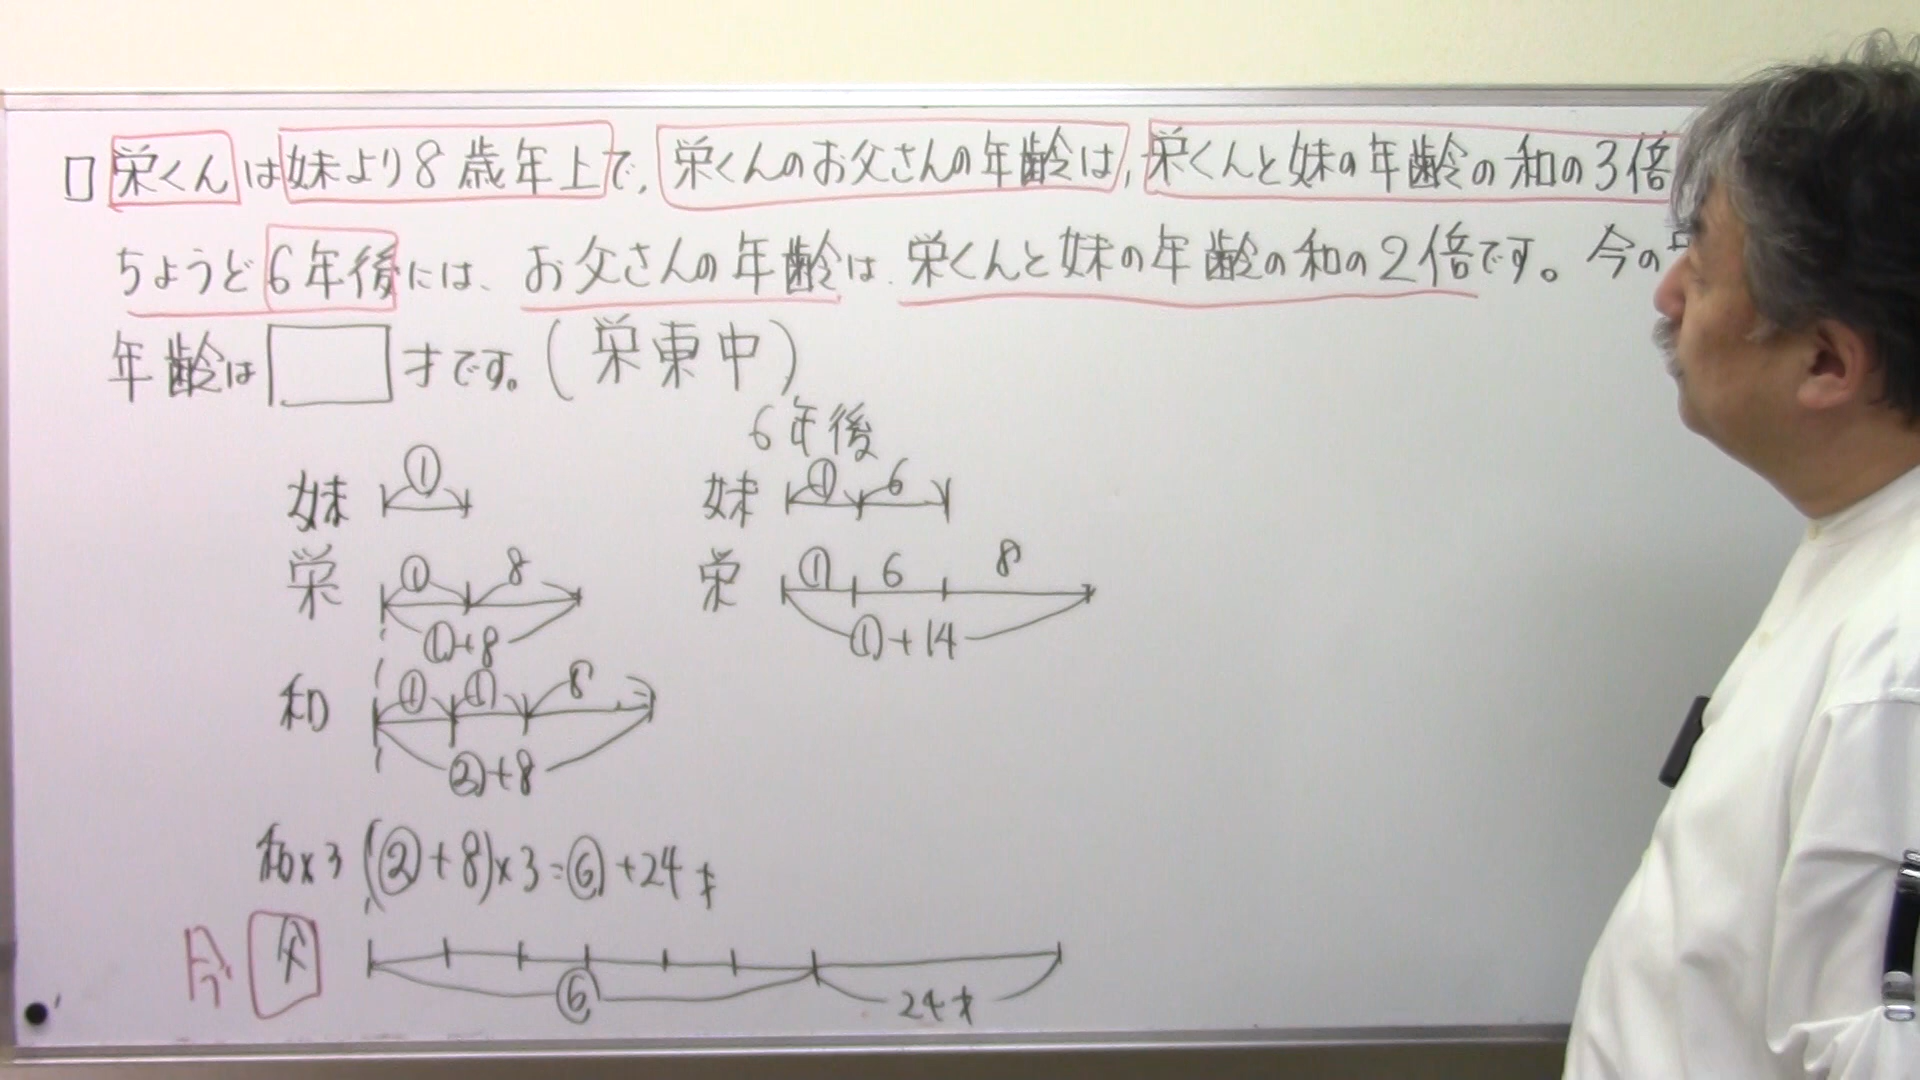 □ 栄くんは妹より8歳年上で、栄くんのお父さんの年齢は、栄くんと妹の年齢の和の3倍
ちょうど6年後には、お父さんの年齢は、栄くんと妹の年齢の和の2倍です。今の
年齢は□才です。(栄東中)
6年後
妹 ① 妹 ① 6
栄 ① 8 栄 ① 6 8
①+8 ①+14
和 ① ① 8
②+8
和×3 (②+8)×3=⑥+24才
今 父
⑥ 24才